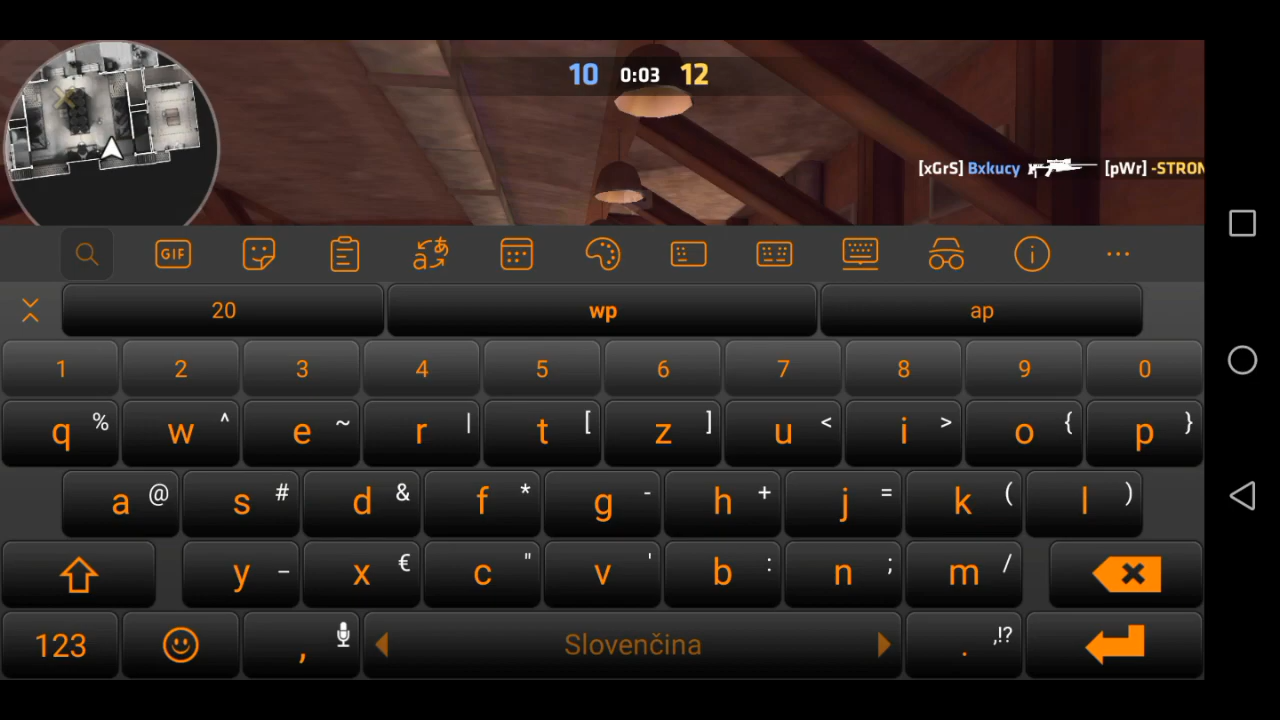 10 0:03 12
[xGrS] Bxkucy [pWr] -STRON
GIF
20 wp ap
1 2 3 4 5 6 7 8 9 0
q % w ^ e ~ r | t [ z ] u < i > o { p }
a @ s # d & f * g - h + j = k ( l )
y _ x € c " v ' b : n ; m /
123 , Slovenčina . ,!?